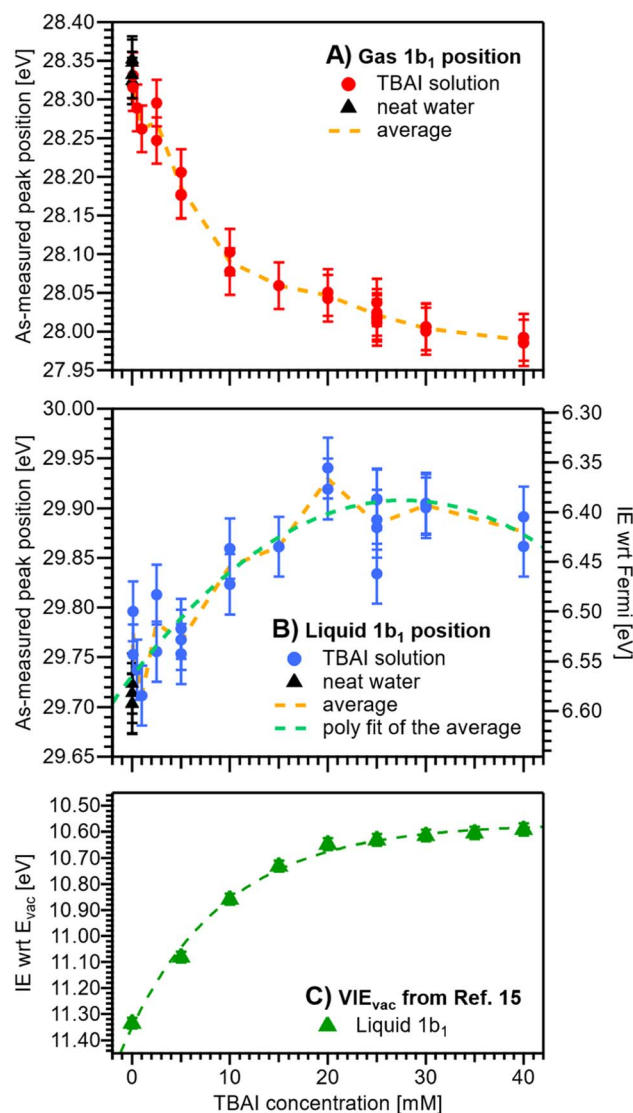 28.40
28.35
28.30
28.25
28.20
28.15
28.10
28.05
28.00
27.95
As-measured peak position [eV]
A) Gas 1b₁ position
TBAI solution
neat water
average
30.00
29.95
29.90
29.85
29.80
29.75
29.70
29.65
As-measured peak position [eV]
6.30
6.35
6.40
6.45
6.50
6.55
6.60
IE wrt Fermi [eV]
B) Liquid 1b₁ position
TBAI solution
neat water
average
poly fit of the average
10.50
10.60
10.70
10.80
10.90
11.00
11.10
11.20
11.30
11.40
IE wrt Eᵥₐc [eV]
C) VIEᵥₐc from Ref. 15
Liquid 1b₁
0 10 20 30 40
TBAI concentration [mM]